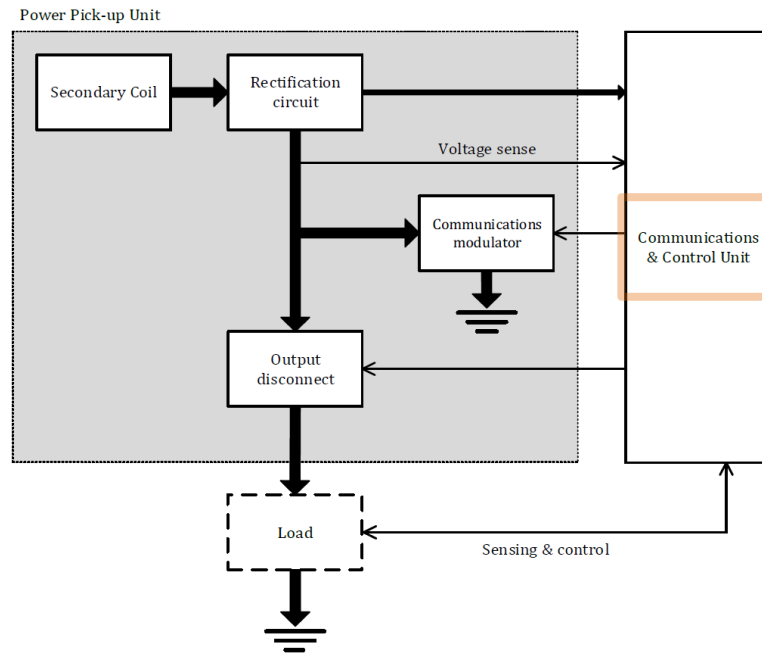 Power Pick-up Unit
Secondary Coil
Rectification
circuit
Voltage sense
Communications
modulator
Communications
& Control Unit
Output
disconnect
Load
Sensing & control